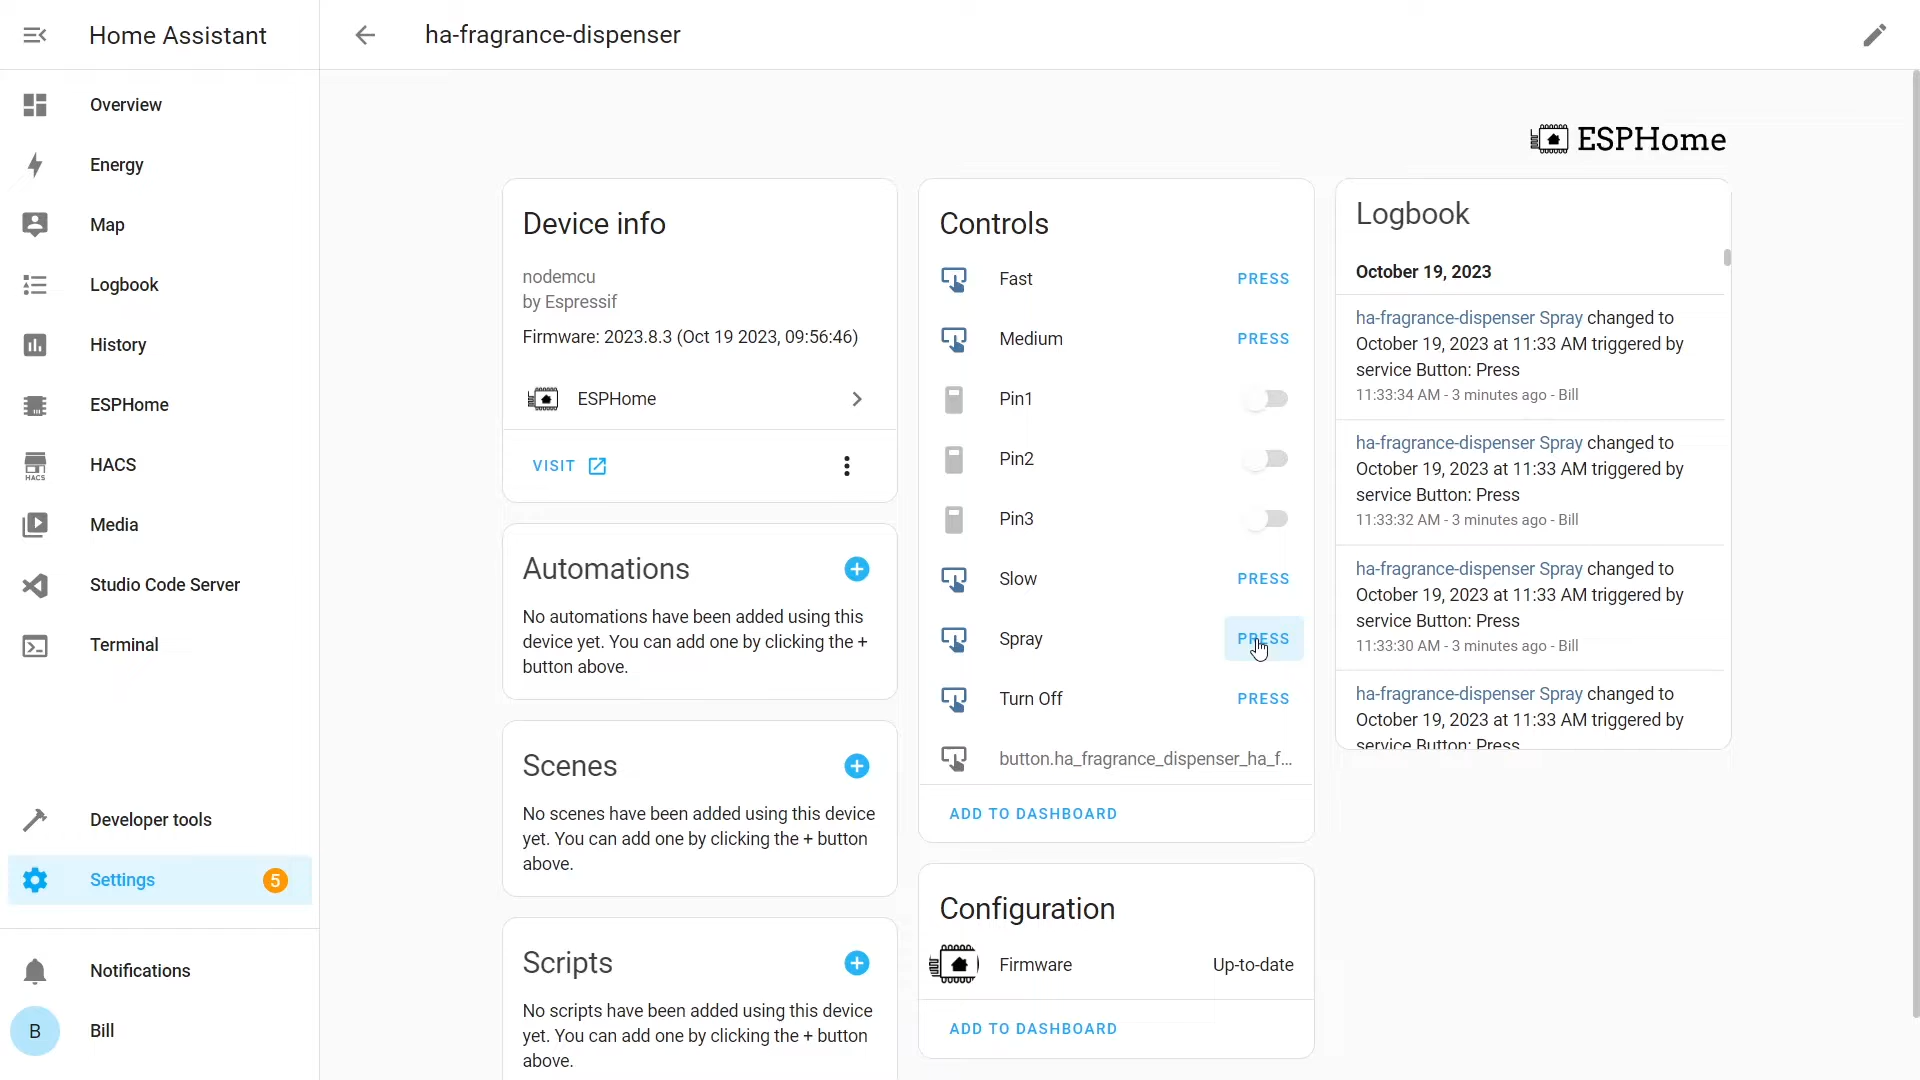 Home Assistant
ha-fragrance-dispenser
Overview
Energy
Map
Logbook
History
ESPHome
HACS
HACS
Media
Studio Code Server
Terminal
Developer tools
Settings
5
Notifications
B
Bill
ESPHome
Device info
nodemcu
by Espressif
Firmware: 2023.8.3 (Oct 19 2023, 09:56:46)
ESPHome
VISIT
Automations
No automations have been added using this
device yet. You can add one by clicking the +
button above.
Scenes
No scenes have been added using this device
yet. You can add one by clicking the + button
above.
Scripts
No scripts have been added using this device
yet. You can add one by clicking the + button
above.
Controls
Fast PRESS
Medium PRESS
Pin1
Pin2
Pin3
Slow PRESS
Spray PRESS
Turn Off PRESS
button.ha_fragrance_dispenser_ha_f...
ADD TO DASHBOARD
Configuration
Firmware Up-to-date
ADD TO DASHBOARD
Logbook
October 19, 2023
ha-fragrance-dispenser Spray changed to
October 19, 2023 at 11:33 AM triggered by
service Button: Press
11:33:34 AM - 3 minutes ago - Bill
ha-fragrance-dispenser Spray changed to
October 19, 2023 at 11:33 AM triggered by
service Button: Press
11:33:32 AM - 3 minutes ago - Bill
ha-fragrance-dispenser Spray changed to
October 19, 2023 at 11:33 AM triggered by
service Button: Press
11:33:30 AM - 3 minutes ago - Bill
ha-fragrance-dispenser Spray changed to
October 19, 2023 at 11:33 AM triggered by
service Button: Press